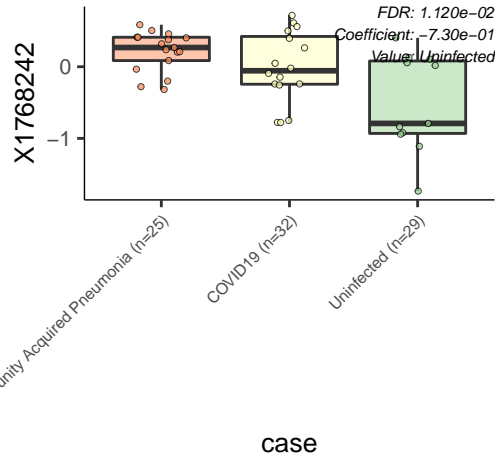 FDR: 1.120e−02
Coefficient: −7.30e−01
Value: Uninfected
X1768242
0
−1
Acquired Pneumonia (n=25)
COVID19 (n=32)
Uninfected (n=29)
case